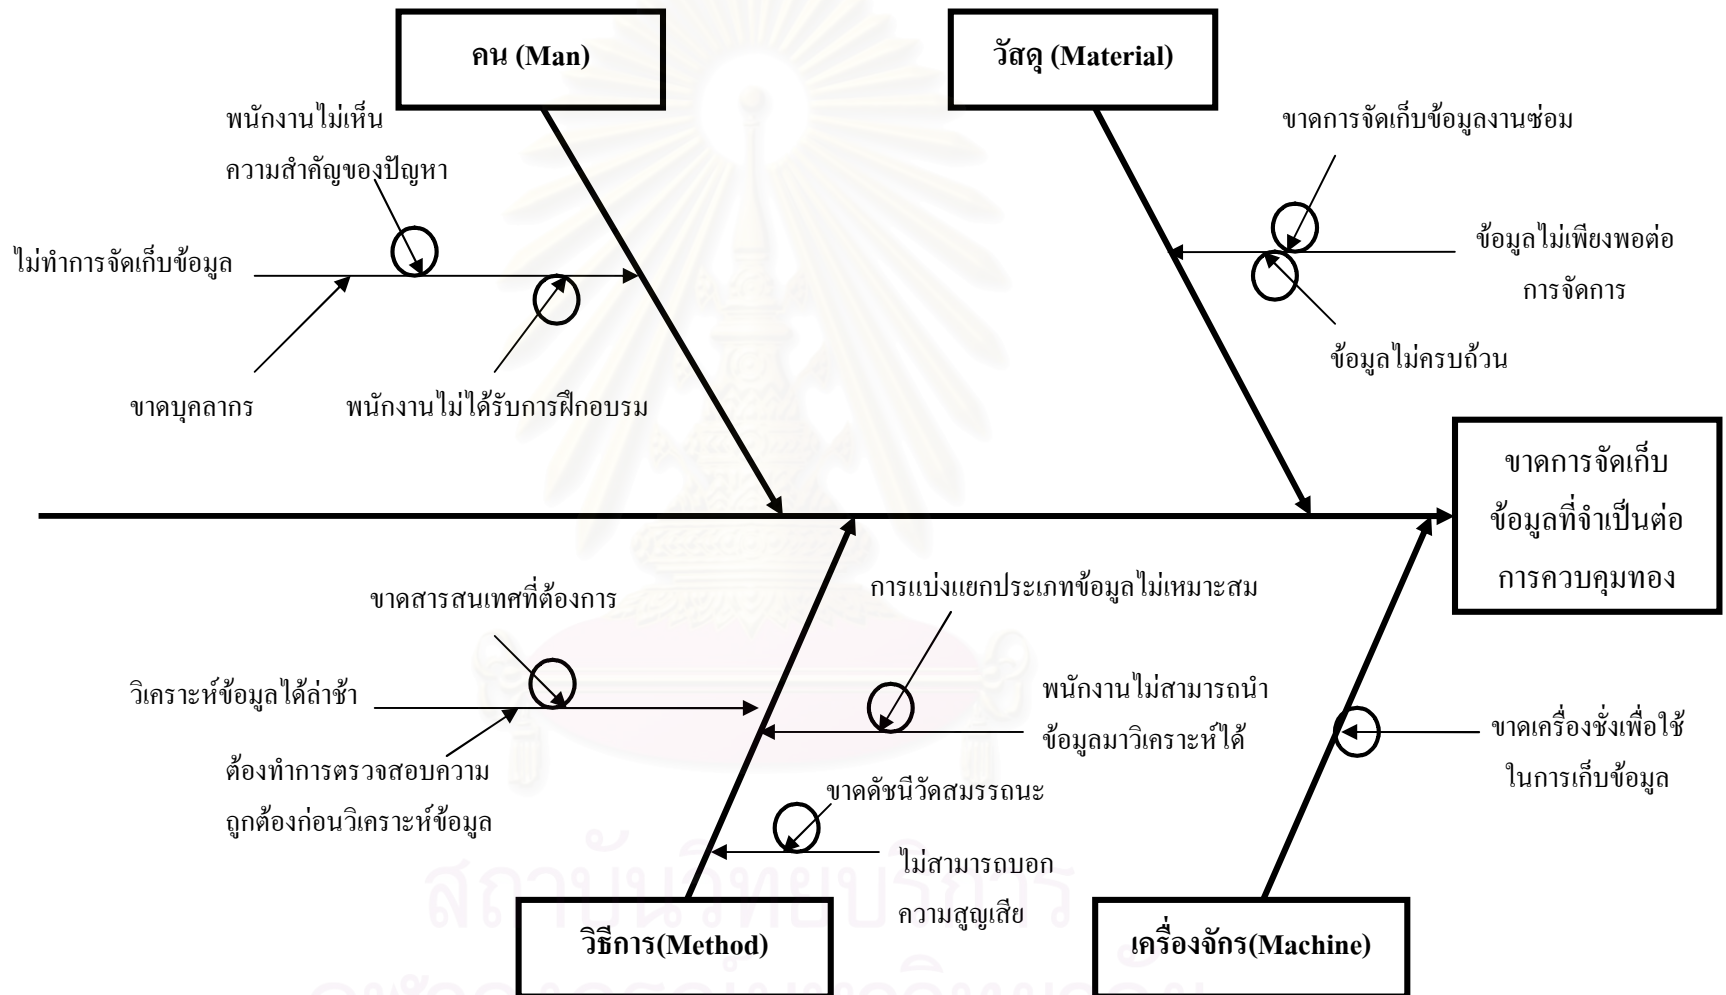 คน (Man)
วัสดุ (Material)
พนักงานไม่เห็น
ความสำคัญของปัญหา
ขาดการจัดเก็บข้อมูลงานซ่อม
ไม่ทำการจัดเก็บข้อมูล
ข้อมูลไม่เพียงพอต่อ
การจัดการ
ข้อมูลไม่ครบถ้วน
ขาดบุคลากร
พนักงานไม่ได้รับการฝึกอบรม
ขาดการจัดเก็บ
ข้อมูลที่จำเป็นต่อ
การควบคุมทอง
ขาดสารสนเทศที่ต้องการ
การแบ่งแยกประเภทข้อมูลไม่เหมาะสม
วิเคราะห์ข้อมูลได้ล่าช้า
พนักงานไม่สามารถนำ
ข้อมูลมาวิเคราะห์ได้
ขาดเครื่องชั่งเพื่อใช้
ในการเก็บข้อมูล
ต้องทำการตรวจสอบความ
ถูกต้องก่อนวิเคราะห์ข้อมูล
ขาดดัชนีวัดสมรรถนะ
ไม่สามารถบอก
ความสูญเสีย
สถาบันวิทยบริการ
วิธีการ(Method)
เครื่องจักร(Machine)